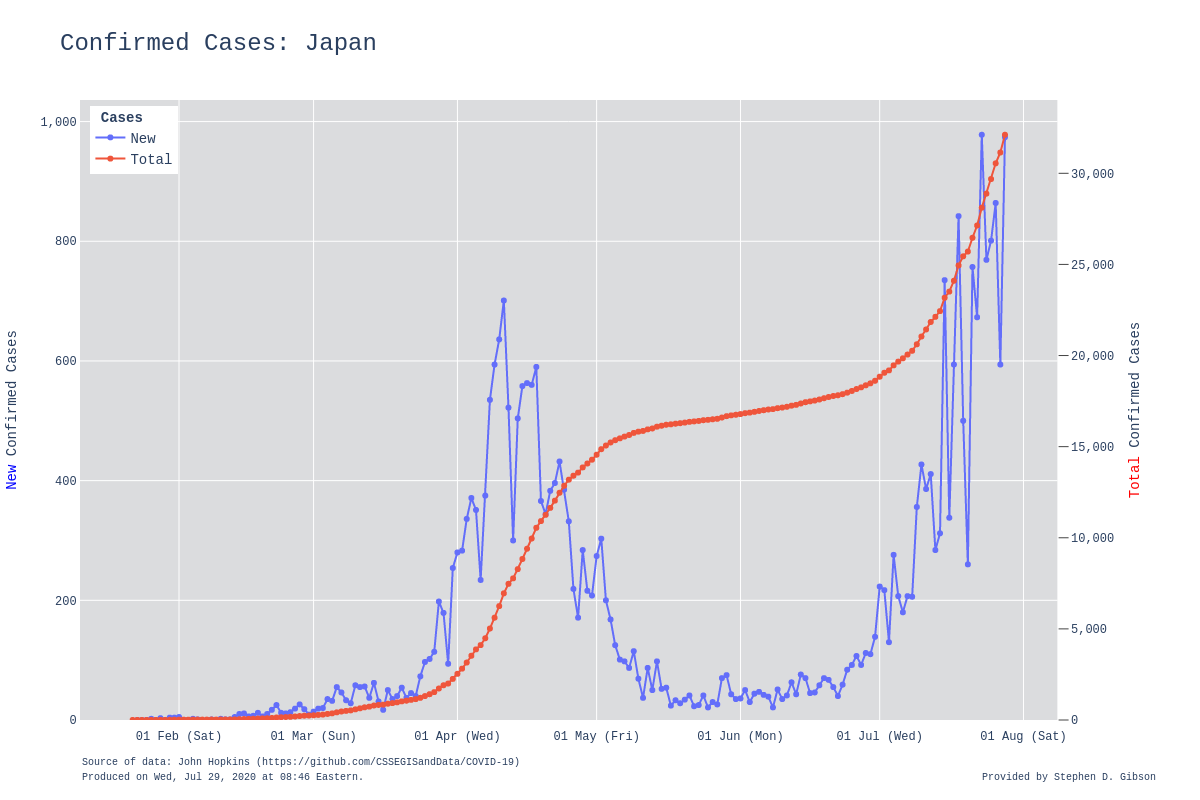 Confirmed Cases: Japan
Cases
New
Total
1,000
800
600
400
200
0
30,000
25,000
20,000
15,000
10,000
5,000
0
New Confirmed Cases
Total Confirmed Cases
01 Feb (Sat)
01 Mar (Sun)
01 Apr (Wed)
01 May (Fri)
01 Jun (Mon)
01 Jul (Wed)
01 Aug (Sat)
Source of data: John Hopkins (https://github.com/CSSEGISandData/COVID-19)
Produced on Wed, Jul 29, 2020 at 08:46 Eastern.
Provided by Stephen D. Gibson